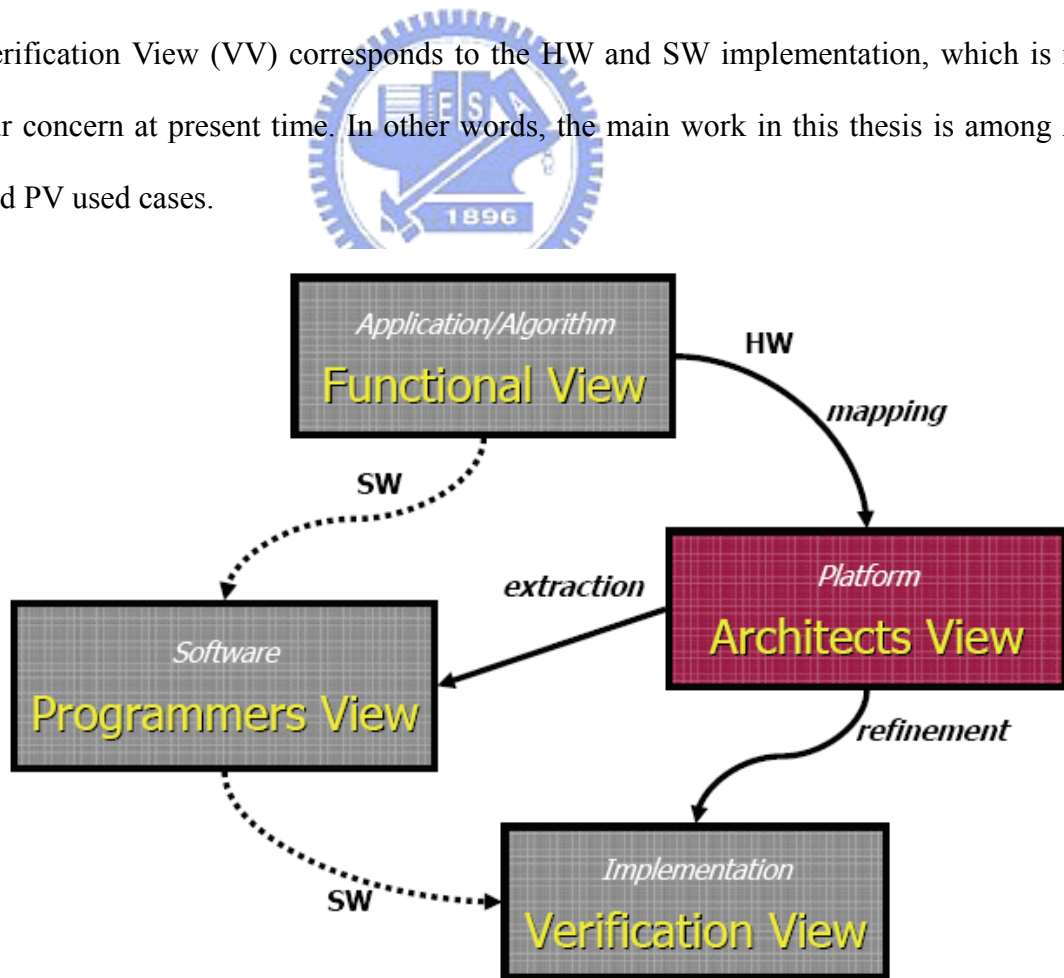 erification View (VV) corresponds to the HW and SW implementation, which is
r concern at present time. In other words, the main work in this thesis is among
d PV used cases.
E S A
1896
Application/Algorithm
Functional View
HW
mapping
SW
extraction
Platform
Architects View
Software
Programmers View
refinement
SW
Implementation
Verification View